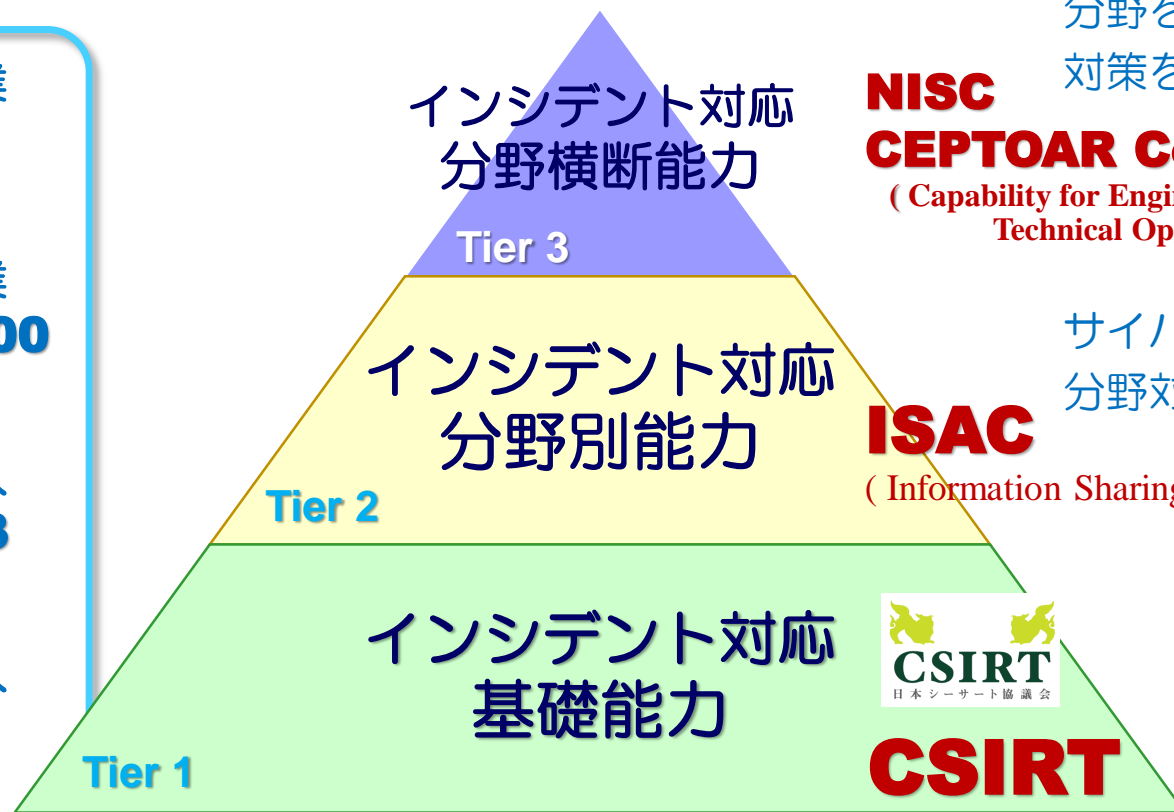 業
業
00
インシデント対応
分野横断能力
Tier 3
分野を
対策を
NISC
CEPTOAR
( Capability for
Technical
インシデント対応
分野別能力
Tier 2
サイバ
分野対
ISAC
( Information Sharing
インシデント対応
基礎能力
Tier 1
CSIRT
日本シーサート協議会
CSIRT